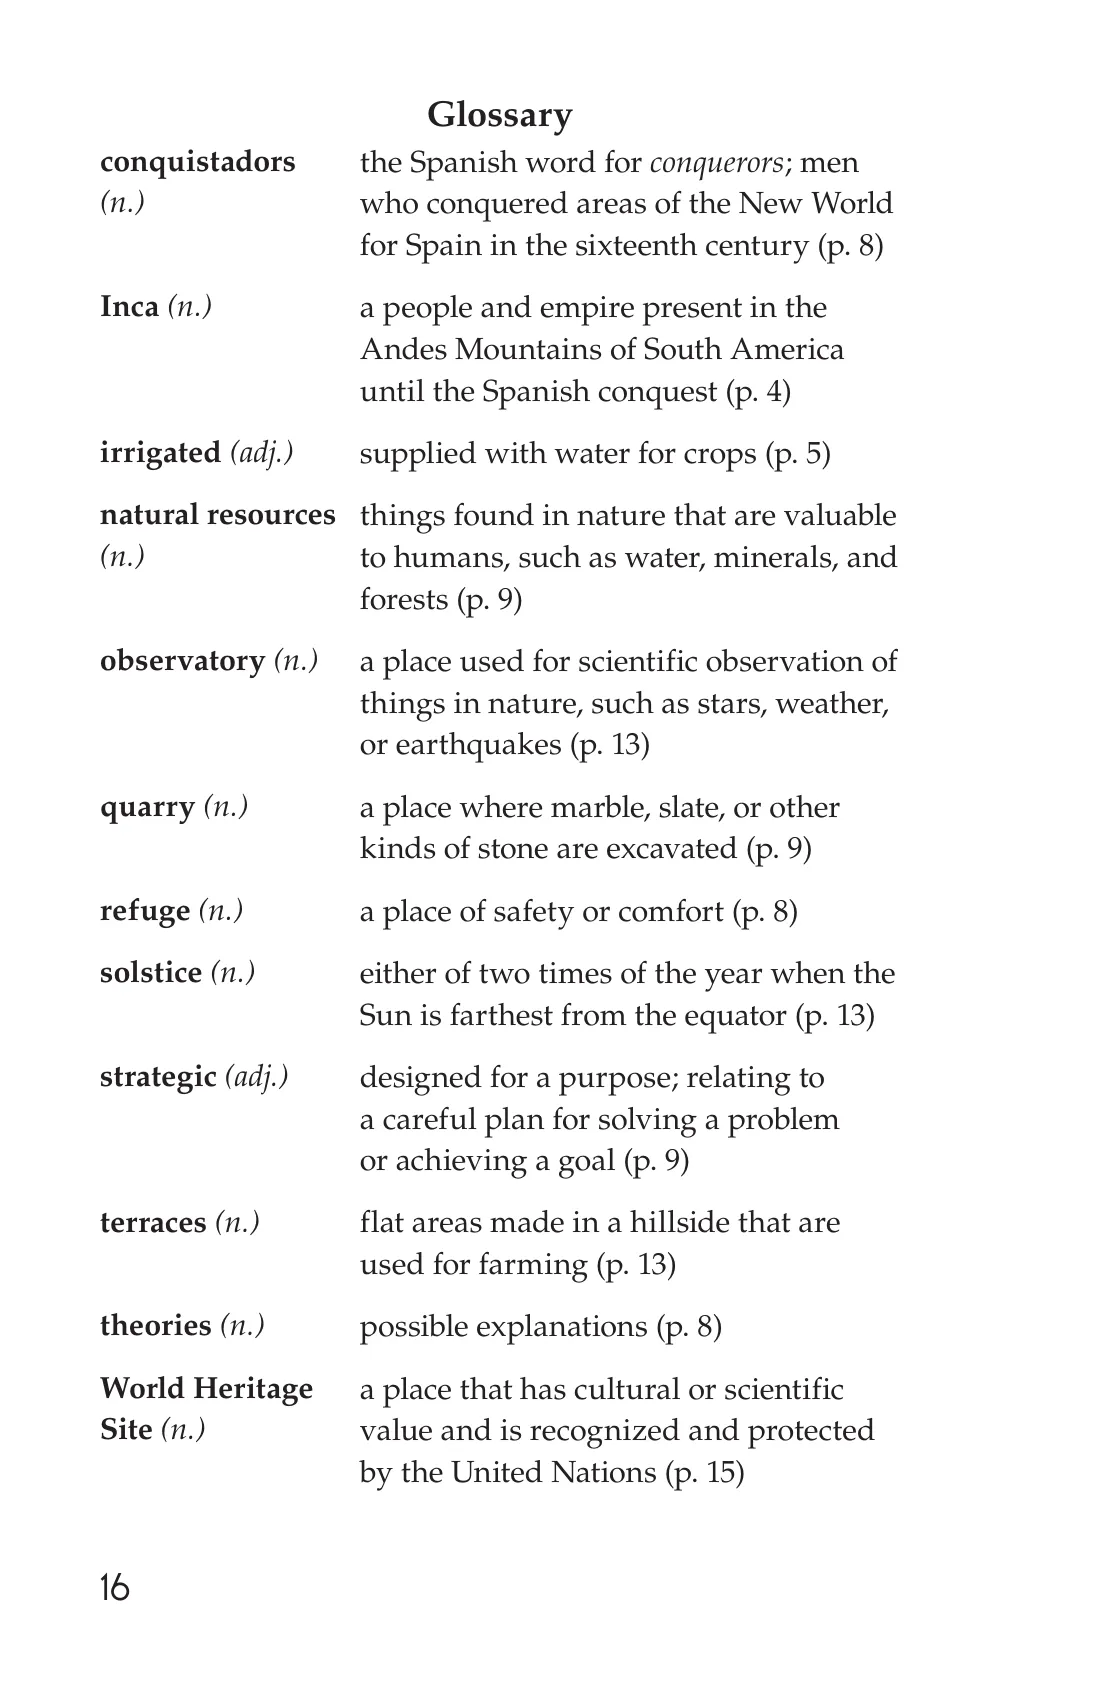 Glossary
conquistadors the Spanish word for conquerors; men
(n.) who conquered areas of the New World
for Spain in the sixteenth century (p. 8)
Inca (n.) a people and empire present in the
Andes Mountains of South America
until the Spanish conquest (p. 4)
irrigated (adj.) supplied with water for crops (p. 5)
natural resources things found in nature that are valuable
(n.) to humans, such as water, minerals, and
forests (p. 9)
observatory (n.) a place used for scientific observation of
things in nature, such as stars, weather,
or earthquakes (p. 13)
quarry (n.) a place where marble, slate, or other
kinds of stone are excavated (p. 9)
refuge (n.) a place of safety or comfort (p. 8)
solstice (n.) either of two times of the year when the
Sun is farthest from the equator (p. 13)
strategic (adj.) designed for a purpose; relating to
a careful plan for solving a problem
or achieving a goal (p. 9)
terraces (n.) flat areas made in a hillside that are
used for farming (p. 13)
theories (n.) possible explanations (p. 8)
World Heritage a place that has cultural or scientific
Site (n.) value and is recognized and protected
by the United Nations (p. 15)
16